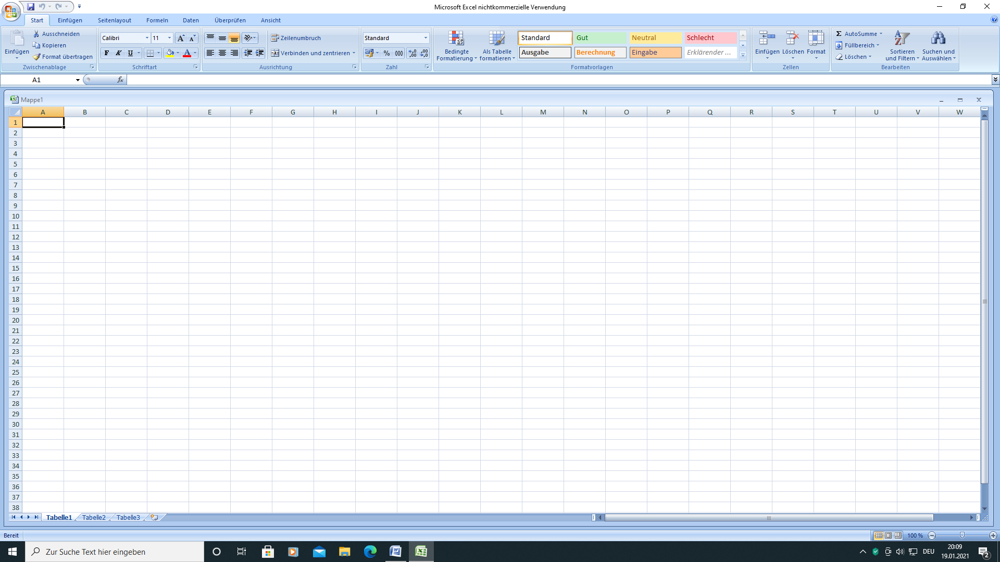 Microsoft Excel nichtkommerzielle Verwendung
Start Einfügen Seitenlayout Formeln Daten Überprüfen Ansicht
Einfügen
Ausschneiden
Kopieren
Format übertragen
Zwischenablage
Calibri 11
F K U
Schriftart
Zeilenumbruch
Verbinden und zentrieren
Ausrichtung
Standard
% 000
Zahl
Bedingte Formatierung
Als Tabelle formatieren
Standard Gut Neutral Schlecht
Ausgabe Berechnung Eingabe Erklärender ...
Formatvorlagen
Einfügen Löschen Format
Zellen
Σ AutoSumme
Füllbereich
Löschen
Sortieren und Filtern
Suchen und Auswählen
Bearbeiten
A1 fx
Mappe1
A B C D E F G H I J K L M N O P Q R S T U V W
1
2
3
4
5
6
7
8
9
10
11
12
13
14
15
16
17
18
19
20
21
22
23
24
25
26
27
28
29
30
31
32
33
34
35
36
37
38
Tabelle1 Tabelle2 Tabelle3
Bereit 100 %
Zur Suche Text hier eingeben
DEU
20:09
19.01.2021
2